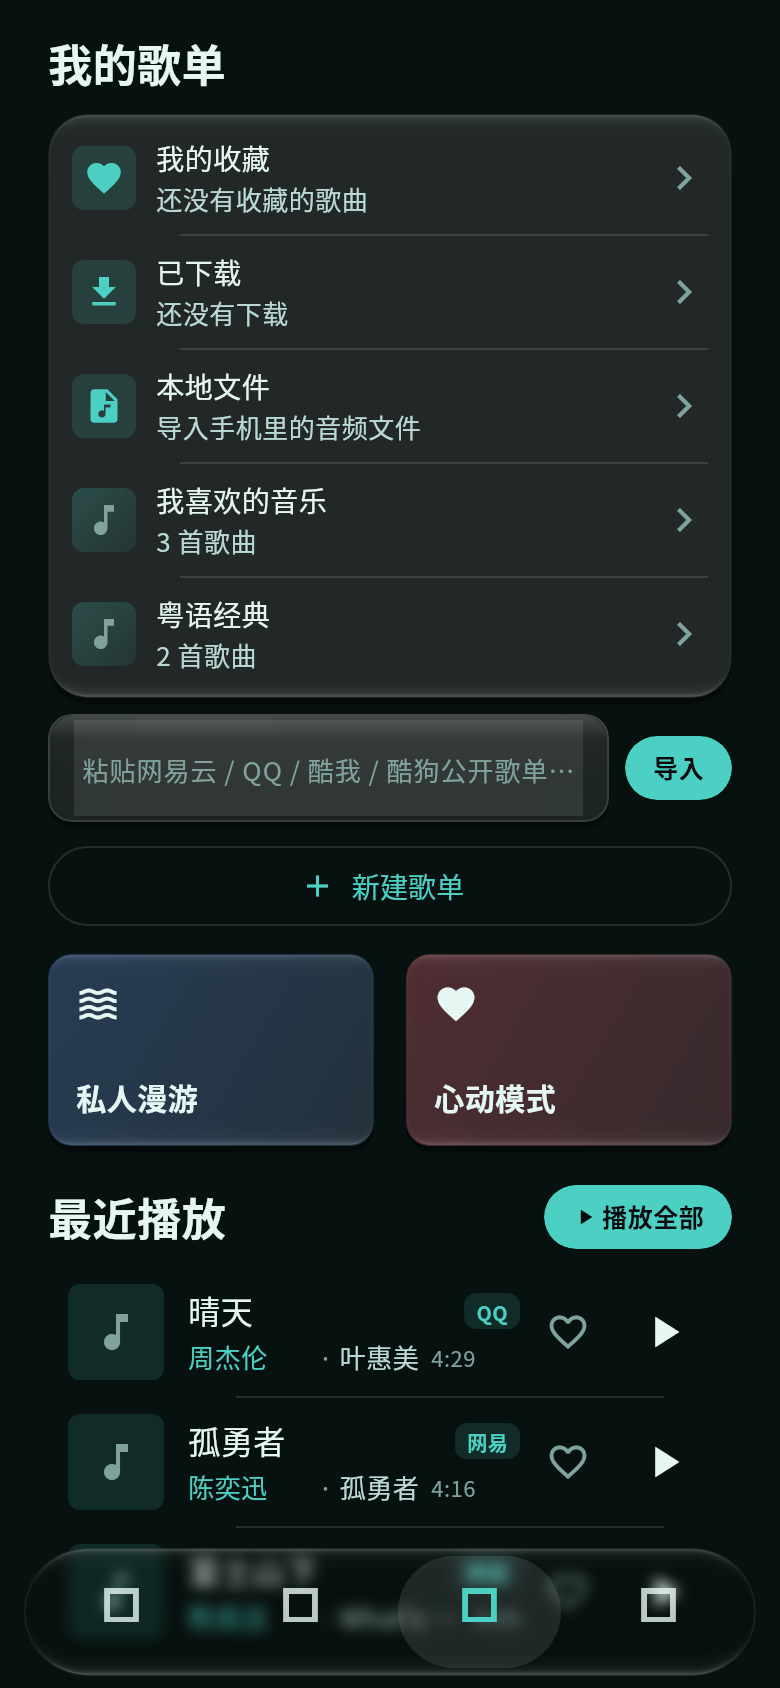 我的歌单
我的收藏
还没有收藏的歌曲
已下载
还没有下载
本地文件
导入手机里的音频文件
我喜欢的音乐
3 首歌曲
粤语经典
2 首歌曲
粘贴网易云 / QQ / 酷我 / 酷狗公开歌单…
导入
新建歌单
私人漫游
心动模式
最近播放
播放全部
晴天
QQ
周杰伦 · 叶惠美 4:29
孤勇者
网易
陈奕迅 · 孤勇者 4:16